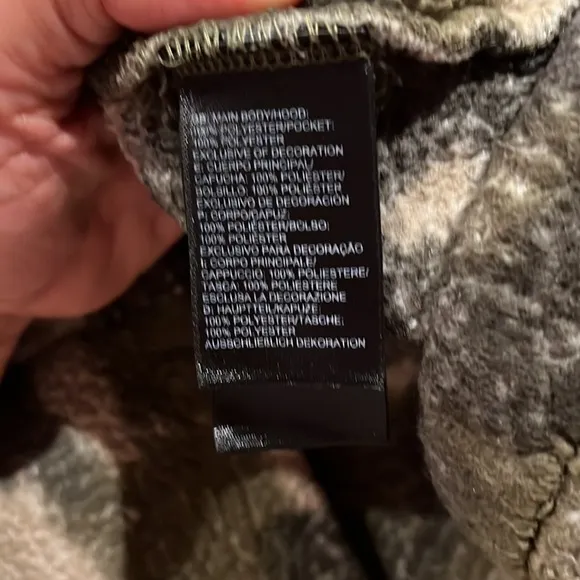 GB: MAIN BODY/HOOD:
100% POLYESTER/POCKET:
100% POLYESTER
EXCLUSIVE OF DECORATION
E: CUERPO PRINCIPAL/
CAPUCHA: 100% POLIÉSTER/
BOLSILLO: 100% POLIÉSTER
EXCLUSIVO DE DECORACIÓN
P: CORPO/CAPUZ:
100% POLIÉSTER/BOLSO:
100% POLIÉSTER
EXCLUSIVO PARA DECORAÇÃO
I: CORPO PRINCIPALE/
CAPPUCCIO: 100% POLIESTERE/
TASCA: 100% POLIESTERE
ESCLUSA LA DECORAZIONE
D: HAUPTTEIL/KAPUZE:
100% POLYESTER/TASCHE:
100% POLYESTER
AUSSCHLIEßLICH DEKORATION